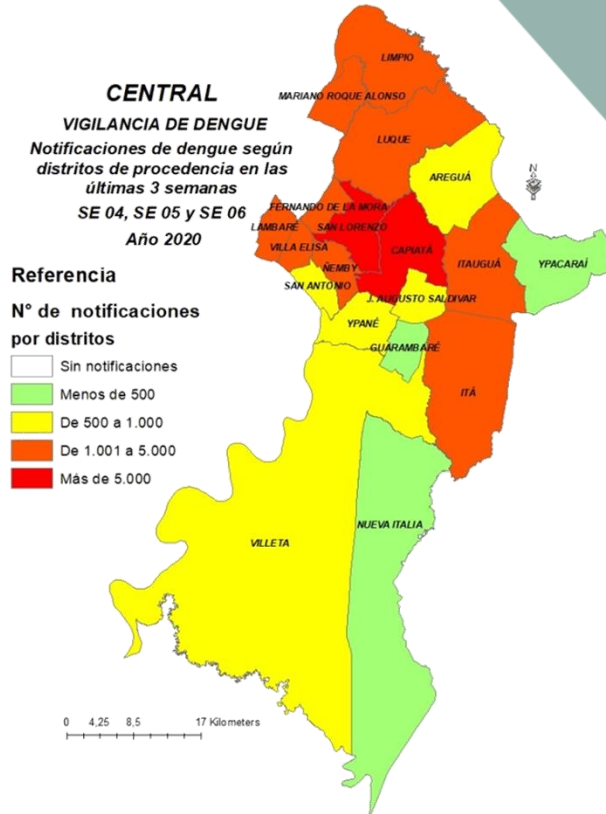 CENTRAL
VIGILANCIA DE DENGUE
Notificaciones de dengue según
distritos de procedencia en las
últimas 3 semanas
SE 04, SE 05 y SE 06
Año 2020
Referencia
N° de notificaciones
por distritos
Sin notificaciones
Menos de 500
De 500 a 1.000
De 1.001 a 5.000
Más de 5.000
LIMPIO
MARIANO ROQUE ALONSO
LUQUE
N
AREGUÁ
FERNANDO DE LA MORA
LAMBARÉ
SAN LORENZO
VILLA ELISA
CAPIATÁ
ITAUGUÁ
YPACARAÍ
ÑEMBY
SAN ANTONIO
J. AUGUSTO SALDIVAR
YPANÉ
GUARAMBARÉ
ITÁ
NUEVA ITALIA
VILLETA
0 4,25 8,5 17 Kilometers